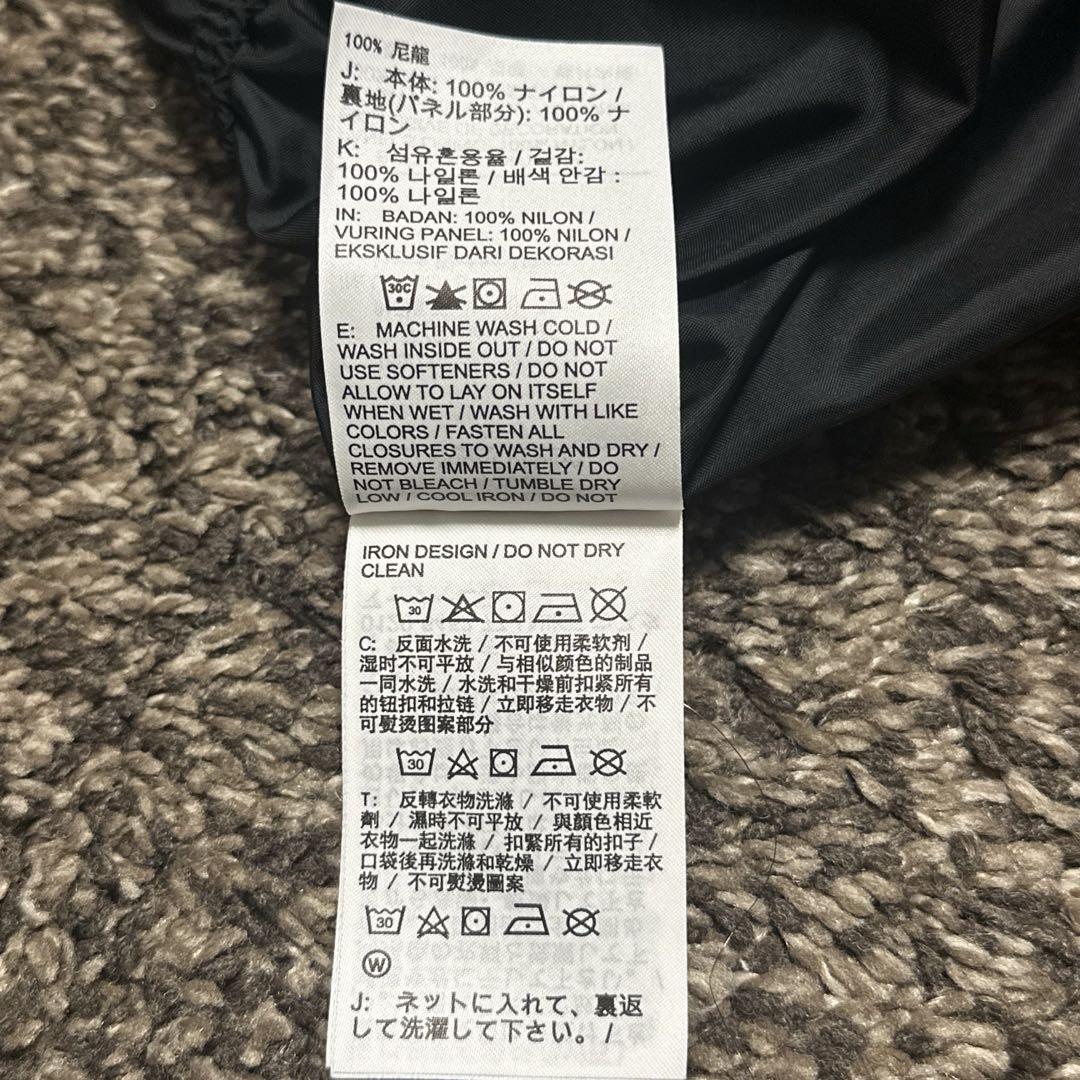 100% 尼龍
J: 本体: 100% ナイロン /
裏地(パネル部分): 100% ナ
イロン
K: 섬유혼용율 / 겉감:
100% 나일론 / 배색 안감 :
100% 나일론
IN: BADAN: 100% NILON /
VURING PANEL: 100% NILON /
EKSKLUSIF DARI DEKORASI
30C
E: MACHINE WASH COLD /
WASH INSIDE OUT / DO NOT
USE SOFTENERS / DO NOT
ALLOW TO LAY ON ITSELF
WHEN WET / WASH WITH LIKE
COLORS / FASTEN ALL
CLOSURES TO WASH AND DRY /
REMOVE IMMEDIATELY / DO
NOT BLEACH / TUMBLE DRY
LOW / COOL IRON / DO NOT
IRON DESIGN / DO NOT DRY
CLEAN
30
C: 反面水洗 / 不可使用柔软剂 /
湿时不可平放 / 与相似颜色的制品
一同水洗 / 水洗和干燥前扣紧所有
的钮扣和拉链 / 立即移走衣物 / 不
可熨烫图案部分
30
T: 反轉衣物洗滌 / 不可使用柔軟
劑 / 濕時不可平放 / 與顏色相近
衣物一起洗滌 / 扣緊所有的扣子 /
口袋後再洗滌和乾燥 / 立即移走衣
物 / 不可熨燙圖案
30
W
J: ネットに入れて、裏返
して洗濯して下さい。 /